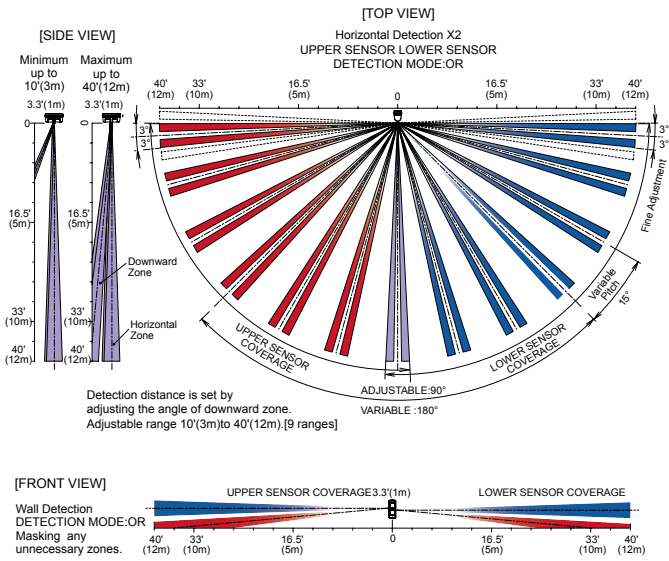 [TOP VIEW]
Horizontal Detection X2
UPPER SENSOR LOWER SENSOR
DETECTION MODE:OR
[SIDE VIEW]
Minimum
up to
10'(3m)
Maximum
up to
40'(12m)
3.3'(1m)
3.3'(1m)
0
0
16.5'
(5m)
16.5'
(5m)
33'
(10m)
33'
(10m)
40'
(12m)
40'
(12m)
Downward
Zone
Horizontal
Zone
40'
(12m)
33'
(10m)
16.5'
(5m)
0
16.5'
(5m)
33'
(10m)
40'
(12m)
3°
3°
3°
3°
Fine Adjustment
Variable
Pitch
15°
UPPER SENSOR
COVERAGE
LOWER SENSOR
COVERAGE
ADJUSTABLE:90°
VARIABLE :180°
Detection distance is set by
adjusting the angle of downward zone.
Adjustable range 10'(3m)to 40'(12m).[9 ranges]
[FRONT VIEW]
Wall Detection
DETECTION MODE:OR
Masking any
unnecessary zones.
UPPER SENSOR COVERAGE
3.3'(1m)
LOWER SENSOR COVERAGE
40'
(12m)
33'
(10m)
16.5'
(5m)
0
16.5'
(5m)
33'
(10m)
40'
(12m)